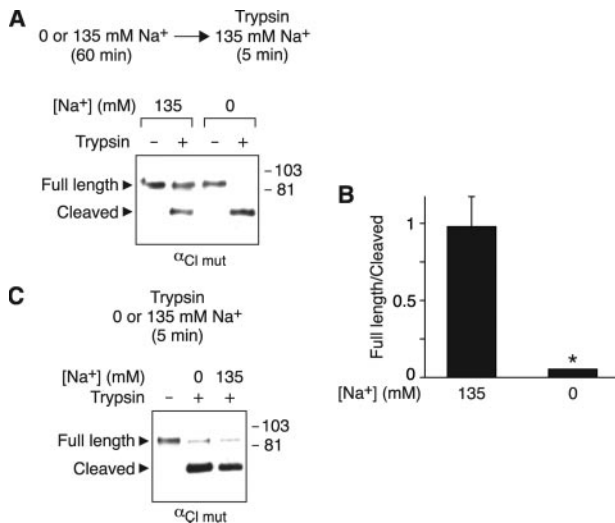 A
0 or 135 mM Na⁺ → Trypsin 135 mM Na⁺
(60 min) (5 min)
[Na⁺] (mM) 135 0
Trypsin – + – +
Full length ►
Cleaved ►
– 103
– 81
αCl mut
B
Full length/Cleaved
1
0.5
0
*
[Na⁺] (mM) 135 0
C
Trypsin
0 or 135 mM Na⁺
(5 min)
[Na⁺] (mM) 0 135
Trypsin – + +
Full length ►
Cleaved ►
– 103
– 81
αCl mut